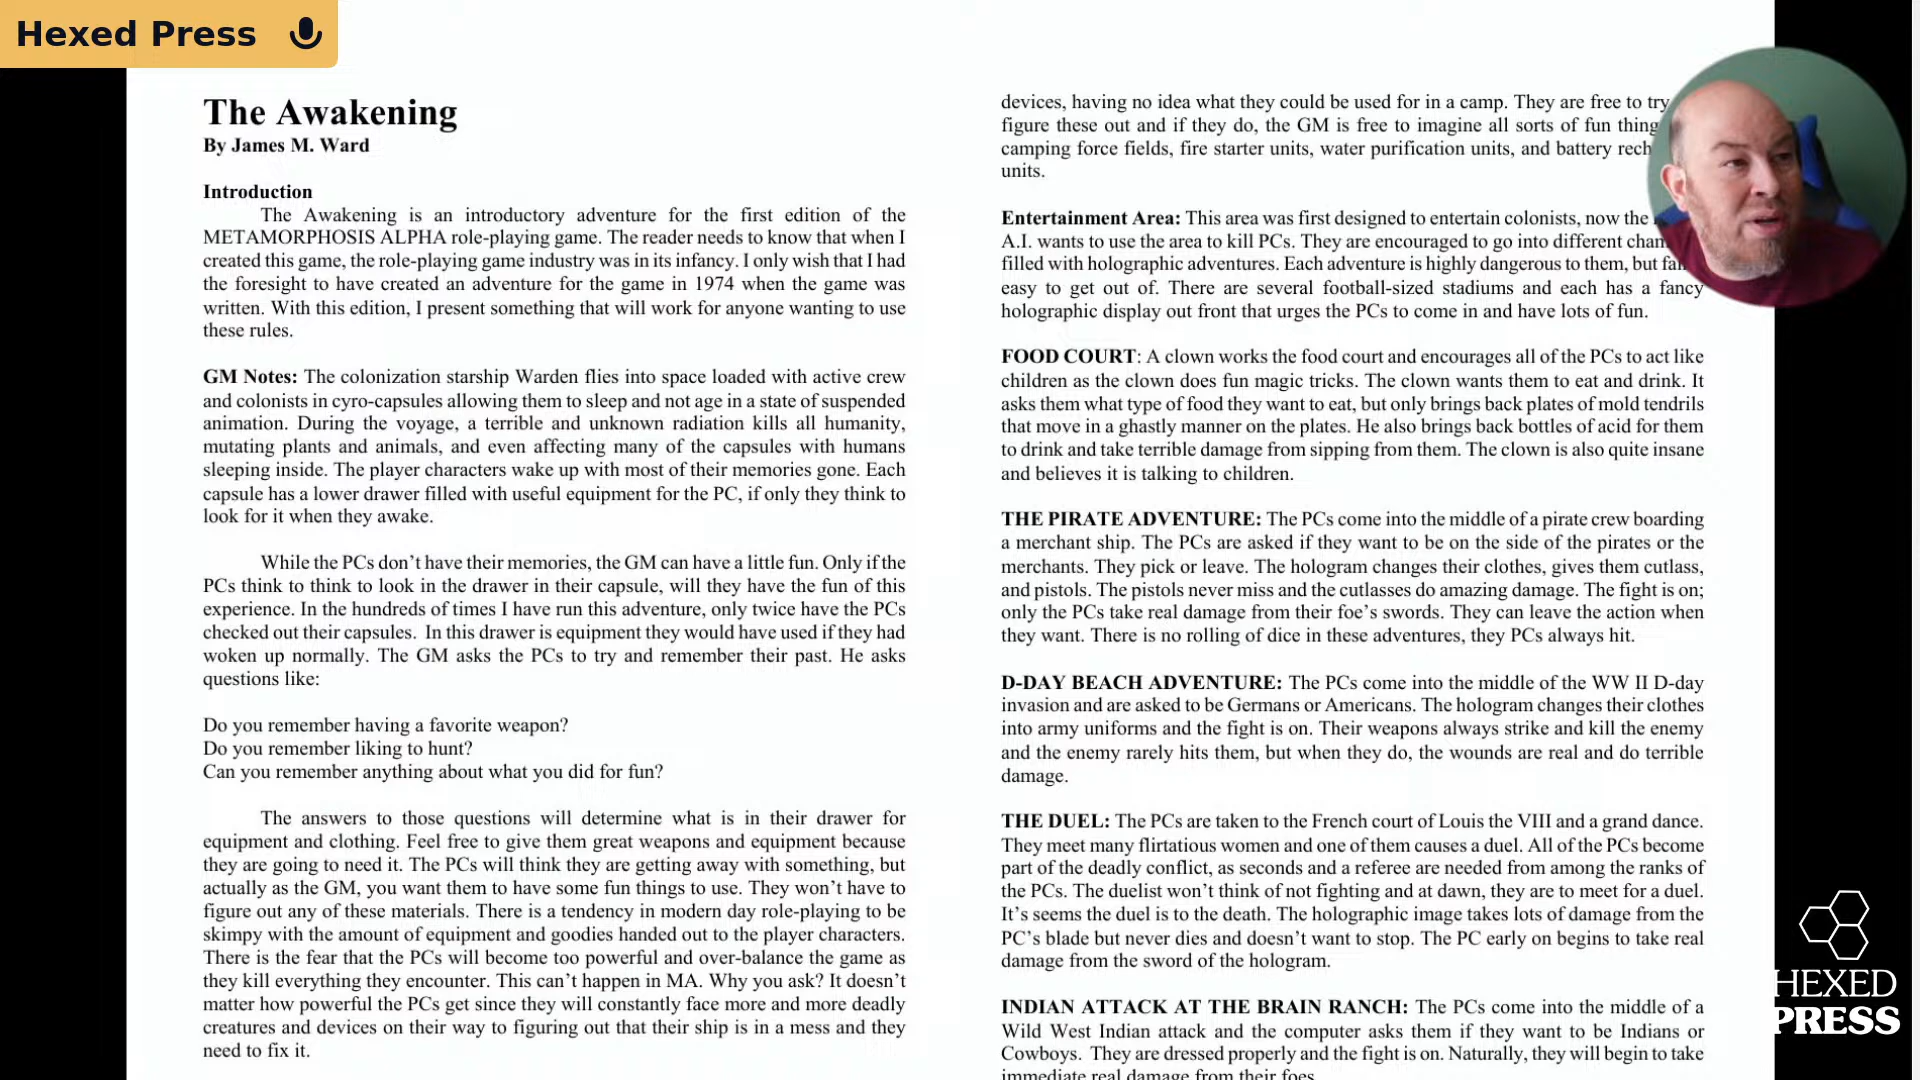 Hexed Press
The Awakening
By James M. Ward
Introduction
The Awakening is an introductory adventure for the first edition of the
METAMORPHOSIS ALPHA role-playing game. The reader needs to know that when I
created this game, the role-playing game industry was in its infancy. I only wish that I had
the foresight to have created an adventure for the game in 1974 when the game was
written. With this edition, I present something that will work for anyone wanting to use
these rules.
GM Notes: The colonization starship Warden flies into space loaded with active crew
and colonists in cyro-capsules allowing them to sleep and not age in a state of suspended
animation. During the voyage, a terrible and unknown radiation kills all humanity,
mutating plants and animals, and even affecting many of the capsules with humans
sleeping inside. The player characters wake up with most of their memories gone. Each
capsule has a lower drawer filled with useful equipment for the PC, if only they think to
look for it when they awake.
While the PCs don't have their memories, the GM can have a little fun. Only if the
PCs think to think to look in the drawer in their capsule, will they have the fun of this
experience. In the hundreds of times I have run this adventure, only twice have the PCs
checked out their capsules.  In this drawer is equipment they would have used if they had
woken up normally. The GM asks the PCs to try and remember their past. He asks
questions like:
Do you remember having a favorite weapon?
Do you remember liking to hunt?
Can you remember anything about what you did for fun?
The answers to those questions will determine what is in their drawer for
equipment and clothing. Feel free to give them great weapons and equipment because
they are going to need it. The PCs will think they are getting away with something, but
actually as the GM, you want them to have some fun things to use. They won't have to
figure out any of these materials. There is a tendency in modern day role-playing to be
skimpy with the amount of equipment and goodies handed out to the player characters.
There is the fear that the PCs will become too powerful and over-balance the game as
they kill everything they encounter. This can't happen in MA. Why you ask? It doesn't
matter how powerful the PCs get since they will constantly face more and more deadly
creatures and devices on their way to figuring out that their ship is in a mess and they
need to fix it.
devices, having no idea what they could be used for in a camp. They are free to try
figure these out and if they do, the GM is free to imagine all sorts of fun thing
camping force fields, fire starter units, water purification units, and battery rech
units.
Entertainment Area: This area was first designed to entertain colonists, now the
A.I. wants to use the area to kill PCs. They are encouraged to go into different cham
filled with holographic adventures. Each adventure is highly dangerous to them, but
easy to get out of. There are several football-sized stadiums and each has a fancy
holographic display out front that urges the PCs to come in and have lots of fun.
FOOD COURT: A clown works the food court and encourages all of the PCs to act like
children as the clown does fun magic tricks. The clown wants them to eat and drink. It
asks them what type of food they want to eat, but only brings back plates of mold tendrils
that move in a ghastly manner on the plates. He also brings back bottles of acid for them
to drink and take terrible damage from sipping from them. The clown is also quite insane
and believes it is talking to children.
THE PIRATE ADVENTURE: The PCs come into the middle of a pirate crew boarding
a merchant ship. The PCs are asked if they want to be on the side of the pirates or the
merchants. They pick or leave. The hologram changes their clothes, gives them cutlass,
and pistols. The pistols never miss and the cutlasses do amazing damage. The fight is on;
only the PCs take real damage from their foe's swords. They can leave the action when
they want. There is no rolling of dice in these adventures, they PCs always hit.
D-DAY BEACH ADVENTURE: The PCs come into the middle of the WW II D-day
invasion and are asked to be Germans or Americans. The hologram changes their clothes
into army uniforms and the fight is on. Their weapons always strike and kill the enemy
and the enemy rarely hits them, but when they do, the wounds are real and do terrible
damage.
THE DUEL: The PCs are taken to the French court of Louis the VIII and a grand dance.
They meet many flirtatious women and one of them causes a duel. All of the PCs become
part of the deadly conflict, as seconds and a referee are needed from among the ranks of
the PCs. The duelist won't think of not fighting and at dawn, they are to meet for a duel.
It's seems the duel is to the death. The holographic image takes lots of damage from the
PC's blade but never dies and doesn't want to stop. The PC early on begins to take real
damage from the sword of the hologram.
INDIAN ATTACK AT THE BRAIN RANCH: The PCs come into the middle of a
Wild West Indian attack and the computer asks them if they want to be Indians or
Cowboys.  They are dressed properly and the fight is on. Naturally, they will begin to take
immediate real damage from their foes
HEXED
PRESS